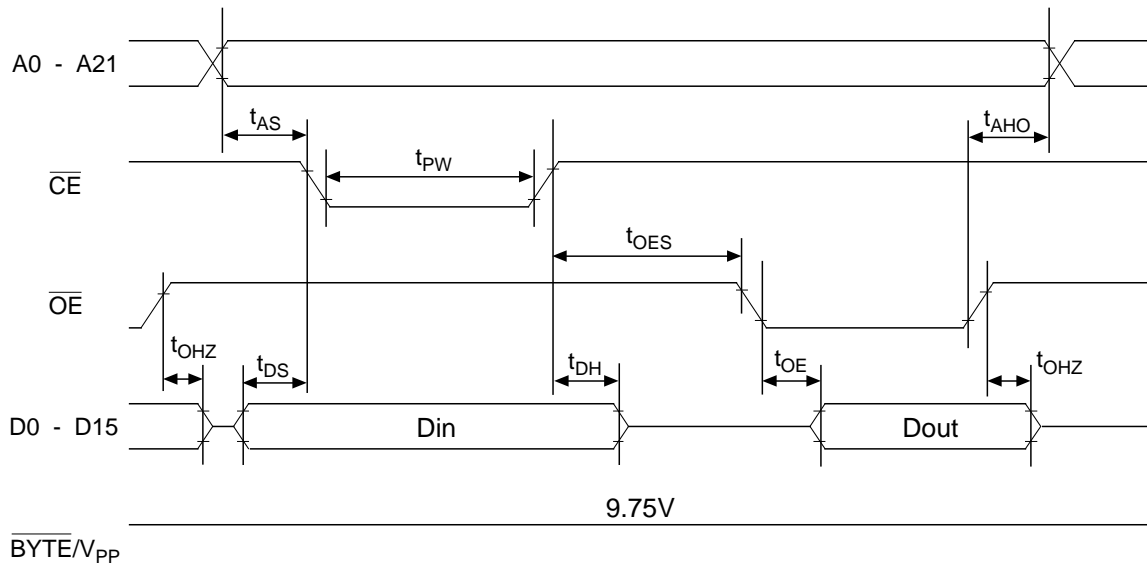 A0 - A21
tAS
tAHO
CE
tPW
tOES
OE
tOHZ
tDS
tDH
tOE
tOHZ
D0 - D15
Din
Dout
9.75V
BYTE/VPP